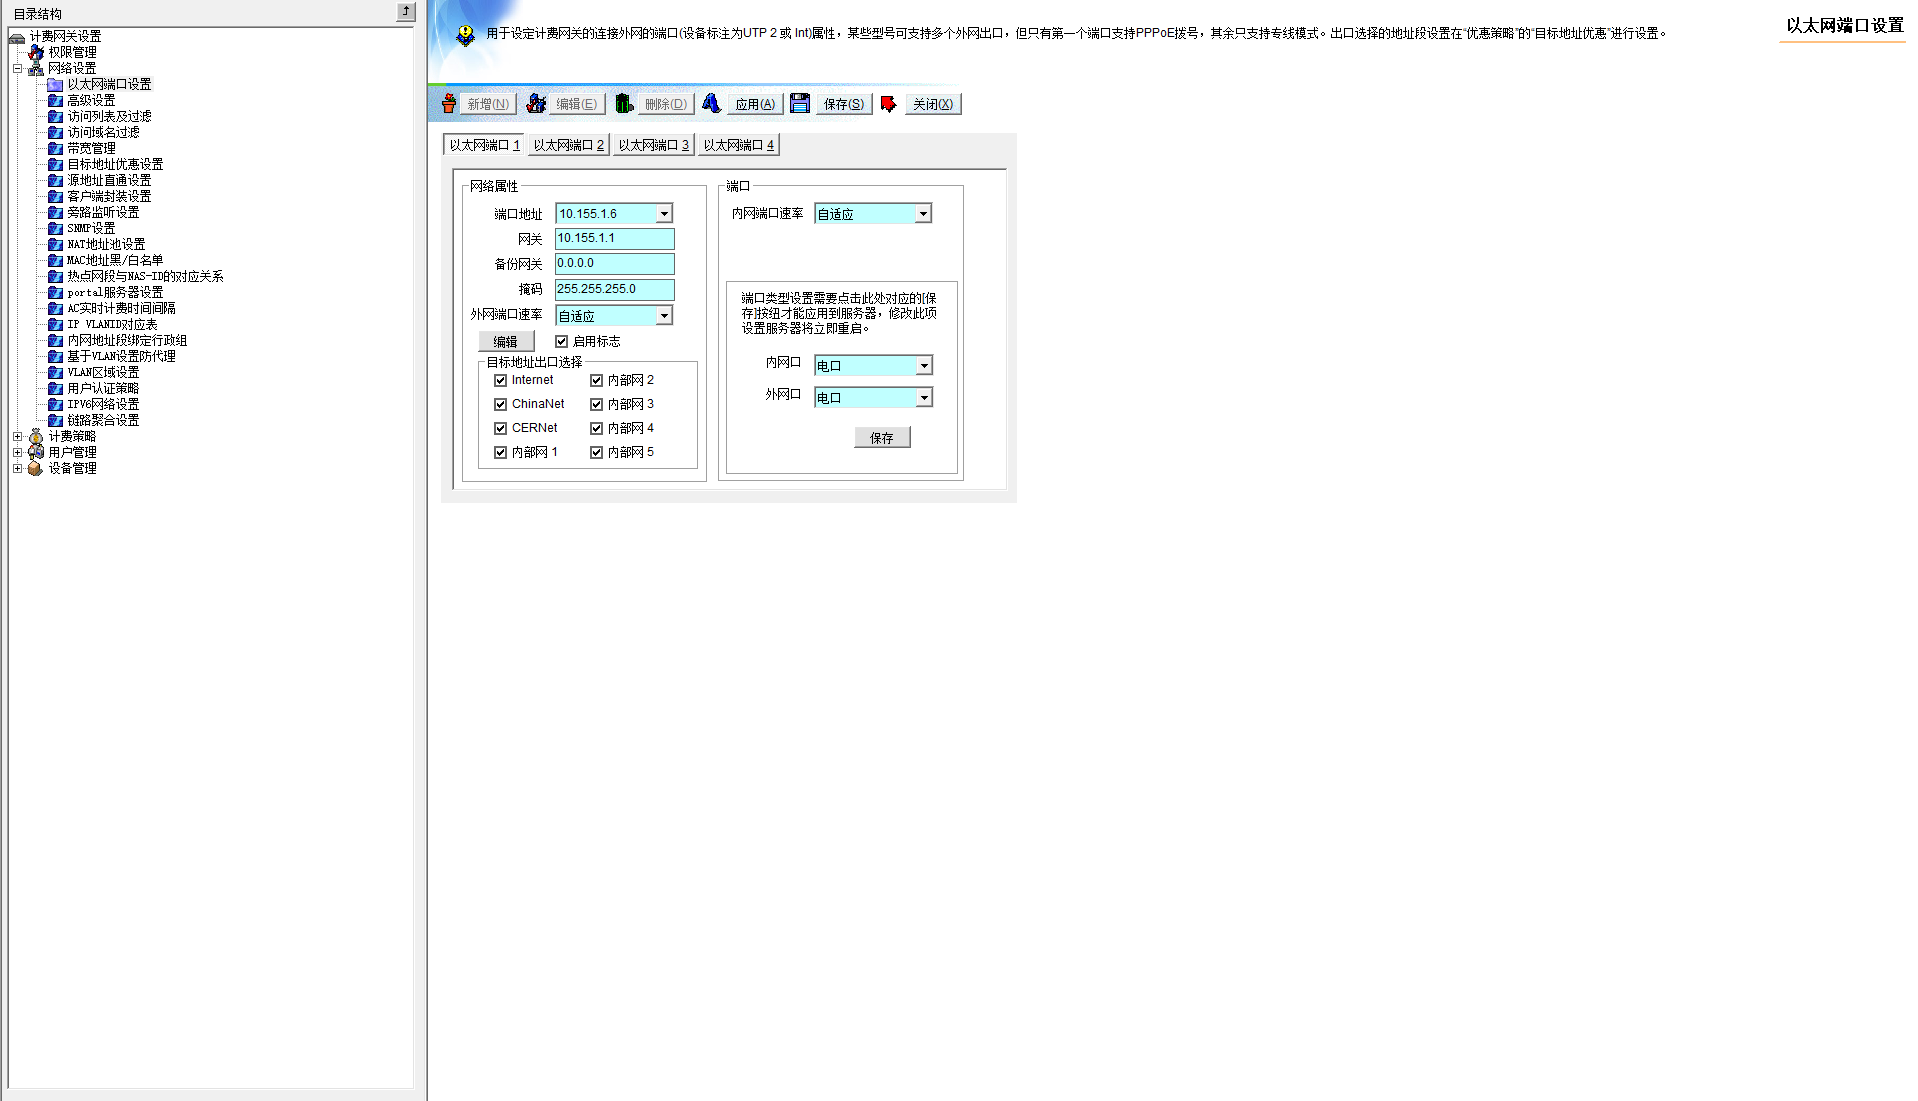 目录结构
计费网关设置
权限管理
网络设置
以太网端口设置
高级设置
访问列表及过滤
访问域名过滤
带宽管理
目标地址优惠设置
源地址直通设置
客户端封装设置
旁路监听设置
SNMP设置
NAT地址池设置
MAC地址黑/白名单
热点网段与NAS-ID的对应关系
portal服务器设置
AC实时计费时间间隔
IP VLANID对应表
内网地址段绑定行政组
基于VLAN设置防代理
VLAN区域设置
用户认证策略
IPV6网络设置
链路聚合设置
计费策略
用户管理
设备管理
用于设定计费网关的连接外网的端口(设备标注为UTP 2 或 Int)属性，某些型号可支持多个外网出口，但只有第一个端口支持PPPoE拨号，其余只支持专线模式。出口选择的地址段设置在“优惠策略”的“目标地址优惠”进行设置。
以太网端口设置
新增(N) 编辑(E) 删除(D) 应用(A) 保存(S) 关闭(X)
以太网端口 1 以太网端口 2 以太网端口 3 以太网端口 4
网络属性
端口地址 10.155.1.6
网关 10.155.1.1
备份网关 0.0.0.0
掩码 255.255.255.0
外网端口速率 自适应
编辑 启用标志
目标地址出口选择
Internet 内部网 2
ChinaNet 内部网 3
CERNet 内部网 4
内部网 1 内部网 5
端口
内网端口速率 自适应
端口类型设置需要点击此处对应的[保
存]按纽才能应用到服务器，修改此项
设置服务器将立即重启。
内网口 电口
外网口 电口
保存